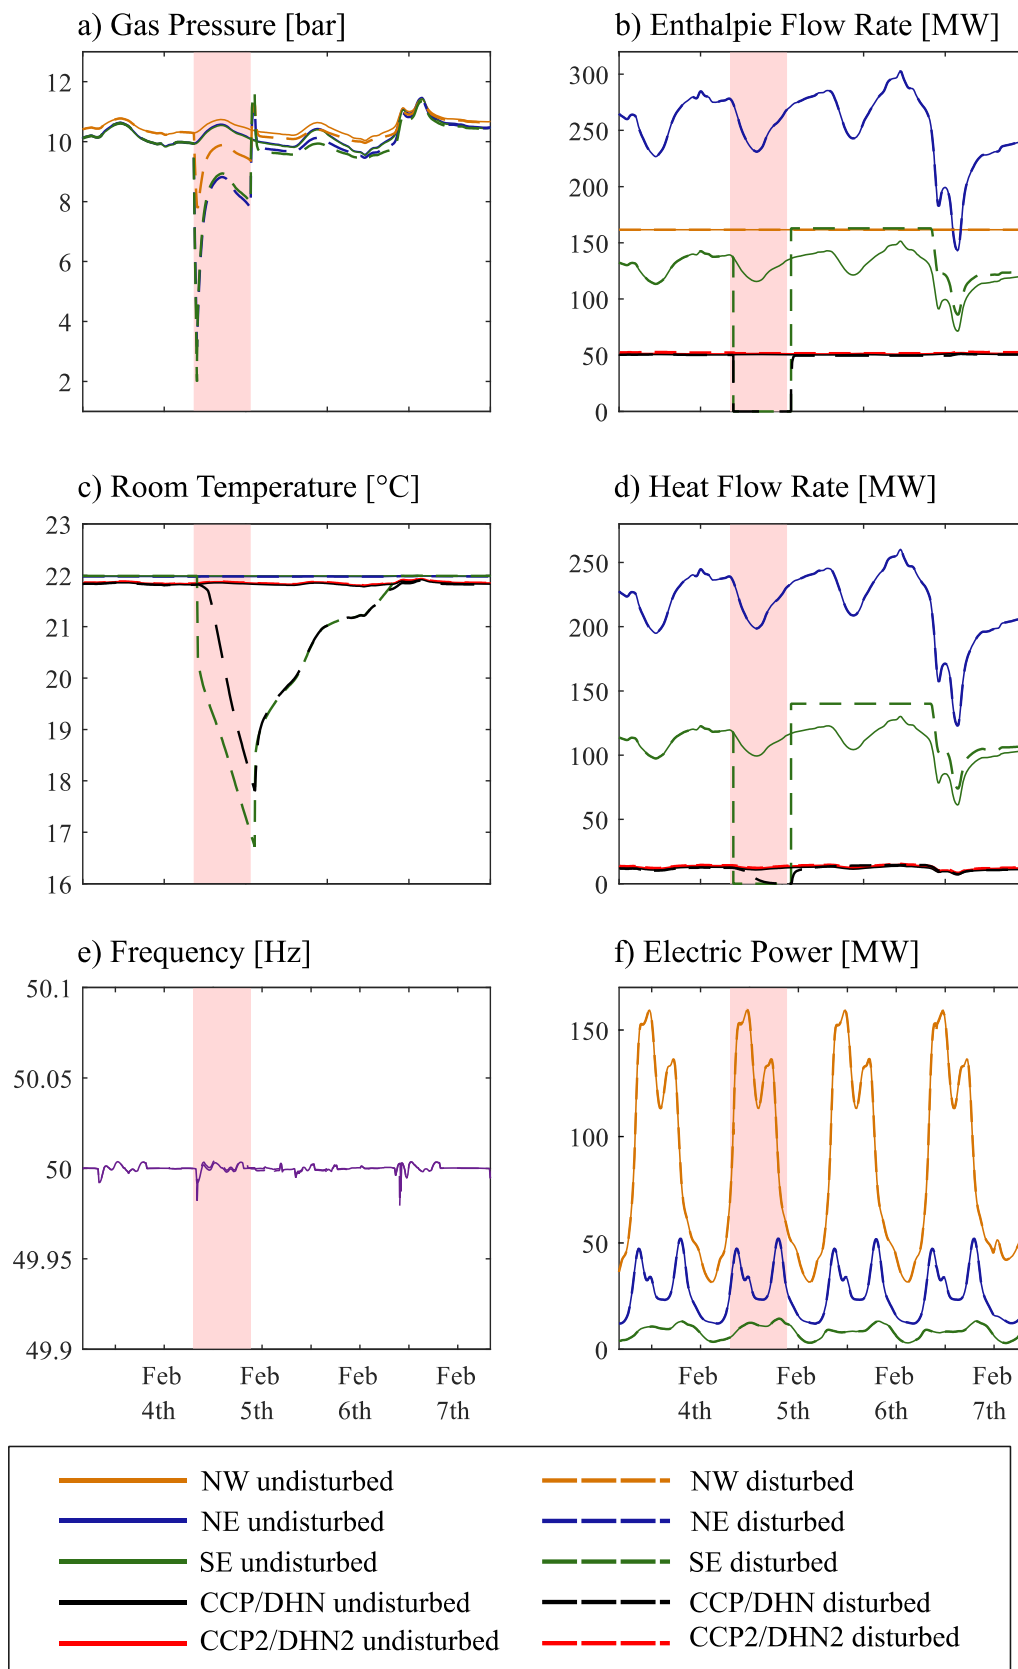 a) Gas Pressure [bar]
12
10
8
6
4
2
b) Enthalpie Flow Rate [MW]
300
250
200
150
100
50
0
c) Room Temperature [°C]
23
22
21
20
19
18
17
16
d) Heat Flow Rate [MW]
250
200
150
100
50
0
e) Frequency [Hz]
50.1
50.05
50
49.95
49.9
Feb Feb Feb Feb
4th 5th 6th 7th
f) Electric Power [MW]
150
100
50
0
Feb Feb Feb Feb
4th 5th 6th 7th
NW undisturbed NW disturbed
NE undisturbed NE disturbed
SE undisturbed SE disturbed
CCP/DHN undisturbed CCP/DHN disturbed
CCP2/DHN2 undisturbed CCP2/DHN2 disturbed